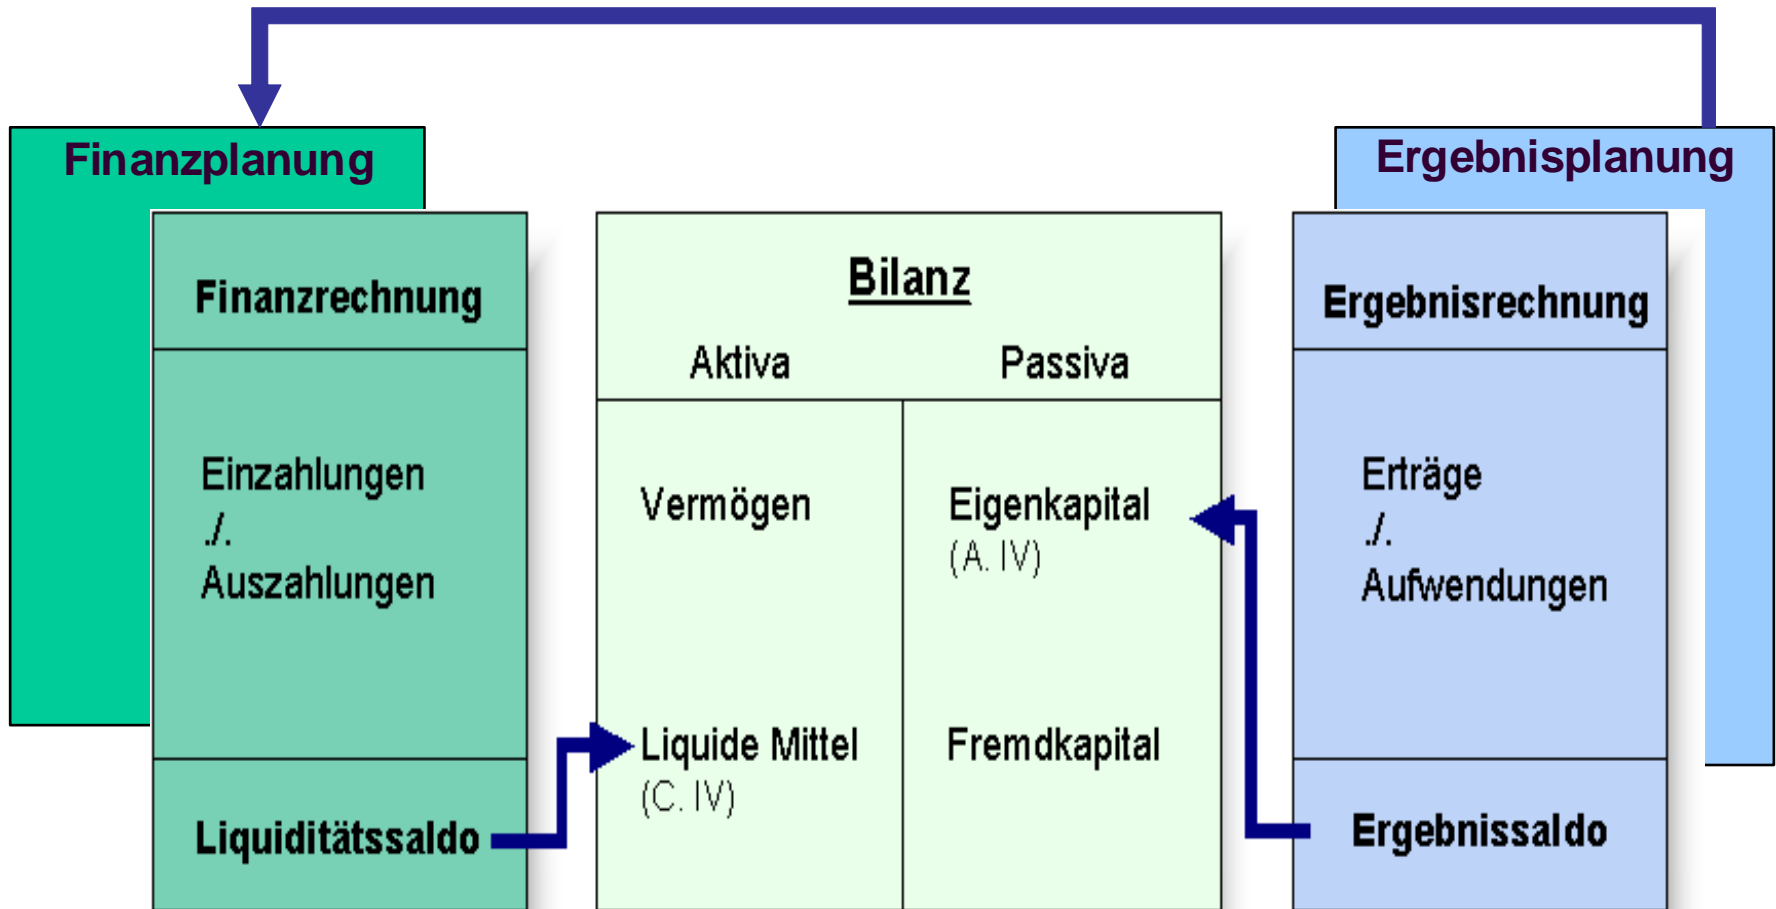 Finanzplanung
Ergebnisplanung
Finanzrechnung
Einzahlungen
./.
Auszahlungen
Liquiditätssaldo
Bilanz
Aktiva
Passiva
Vermögen
Liquide Mittel
(C. IV)
Eigenkapital
(A. IV)
Fremdkapital
Ergebnisrechnung
Erträge
./.
Aufwendungen
Ergebnissaldo